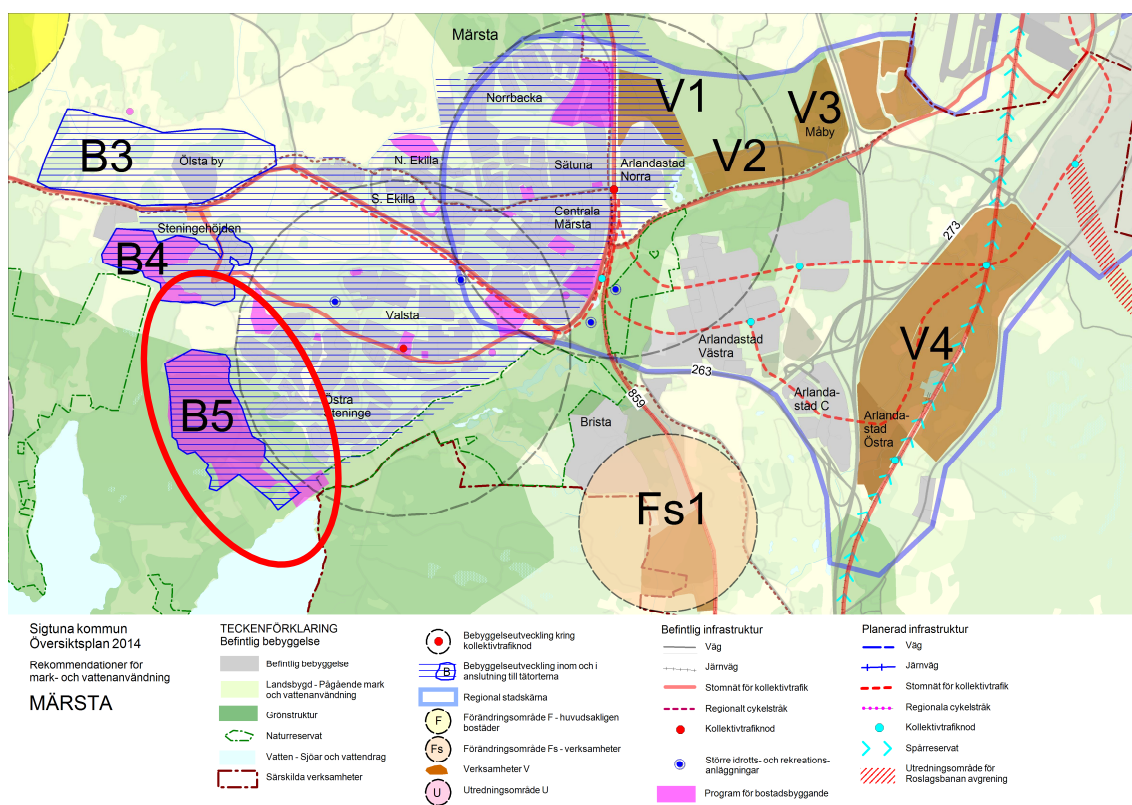 Märsta
Norrbacka
V1
V3
Måby
B3
Ölsta by
N. Ekilla
Sätuna
Arlandastad
Norra
V2
S. Ekilla
Centrala
Märsta
Steningehöjden
B4
273
Valsta
Arlandastad
Västra
V4
263
B5
Östra
Steninge
859
Arlanda-
stad C
Brista
Arlanda-
stad
Östra
Fs1
Sigtuna kommun
Översiktsplan 2014
Rekommendationer för
mark- och vattenanvändning
MÄRSTA
TECKENFÖRKLARING
Befintlig bebyggelse
Befintlig bebyggelse
Landsbygd - Pågående mark
och vattenanvändning
Grönstruktur
Naturreservat
Vatten - Sjöar och vattendrag
Särskilda verksamheter
Bebyggelseutveckling kring
kollektivtrafiknod
B
Bebyggelseutveckling inom och i
anslutning till tätorterna
Regional stadskärna
F
Förändringsområde F - huvudsakligen
bostäder
Fs
Förändringsområde Fs - verksamheter
Verksamheter V
U
Utredningsområde U
Befintlig infrastruktur
Väg
Järnväg
Stomnät för kollektivtrafik
Regionalt cykelstråk
Kollektivtrafiknod
Större idrotts- och rekreations-
anläggningar
Program för bostadsbyggande
Planerad infrastruktur
Väg
Järnväg
Stomnät för kollektivtrafik
Regionala cykelstråk
Kollektivtrafiknod
Spårreservat
Utredningsområde för
Roslagsbanan avgrening